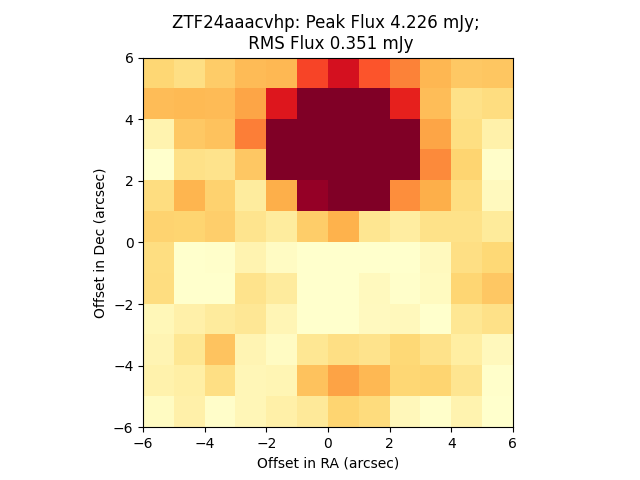 ZTF24aaacvhp: Peak Flux 4.226 mJy;
RMS Flux 0.351 mJy
6
4
2
0
−2
−4
−6
Offset in Dec (arcsec)
−6 −4 −2 0 2 4 6
Offset in RA (arcsec)